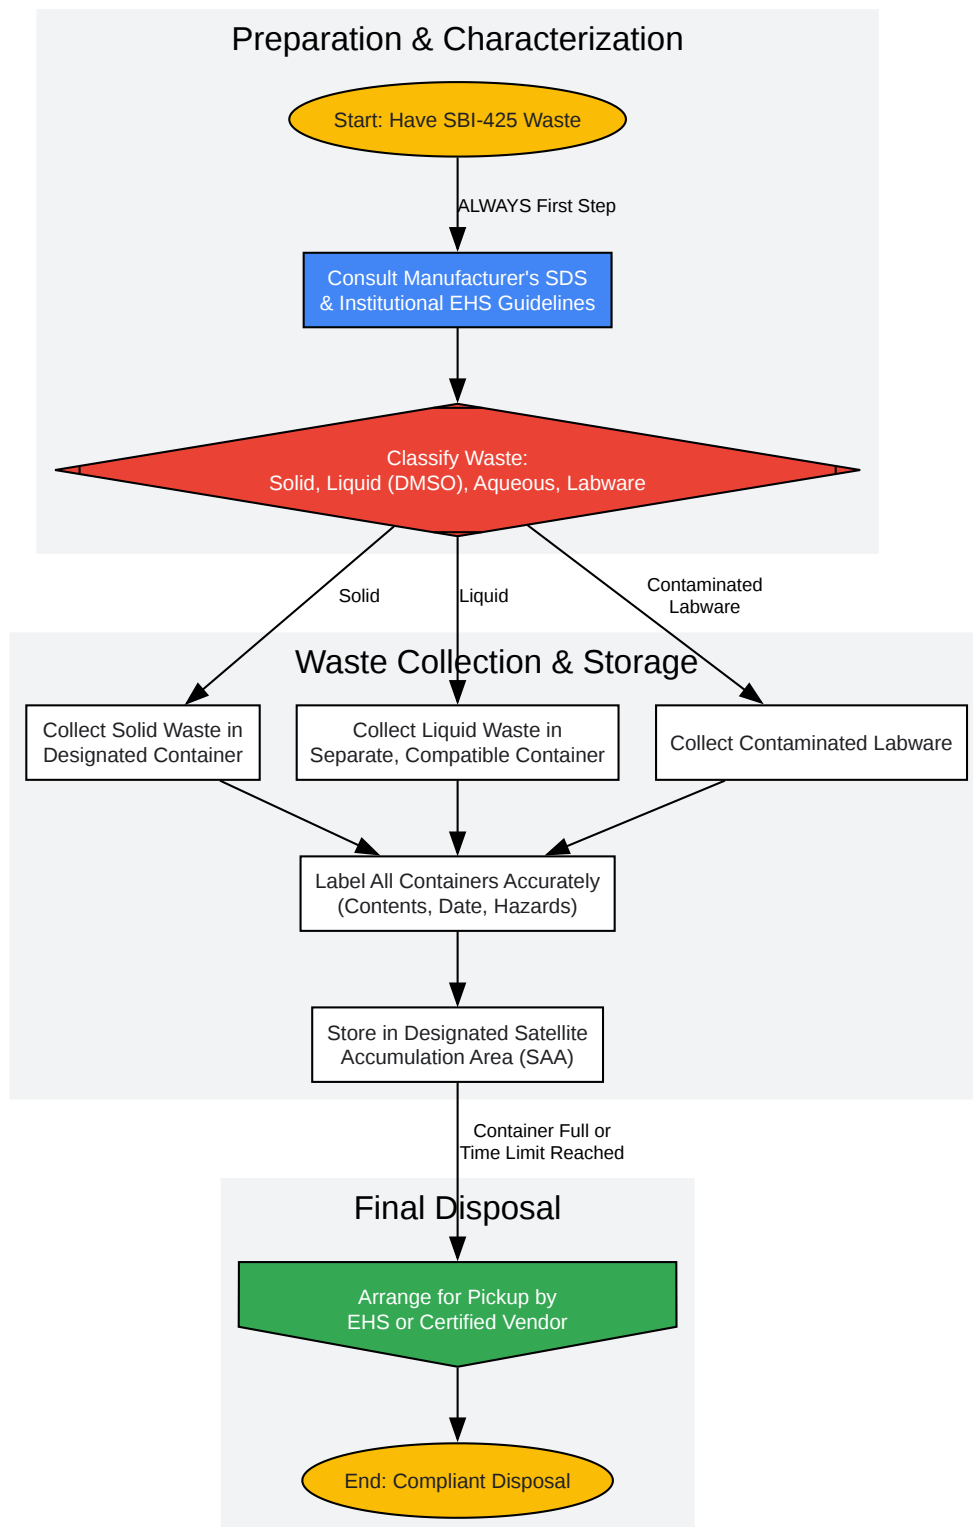 Preparation & Characterization
Start: Have SBI-425 Waste
ALWAYS First Step
Consult Manufacturer's SDS
& Institutional EHS Guidelines
Classify Waste:
Solid, Liquid (DMSO), Aqueous, Labware
Solid
Liquid
Contaminated
Labware
Waste Collection & Storage
Collect Solid Waste in
Designated Container
Collect Liquid Waste in
Separate, Compatible Container
Collect Contaminated Labware
Label All Containers Accurately
(Contents, Date, Hazards)
Store in Designated Satellite
Accumulation Area (SAA)
Container Full or
Time Limit Reached
Final Disposal
Arrange for Pickup by
EHS or Certified Vendor
End: Compliant Disposal